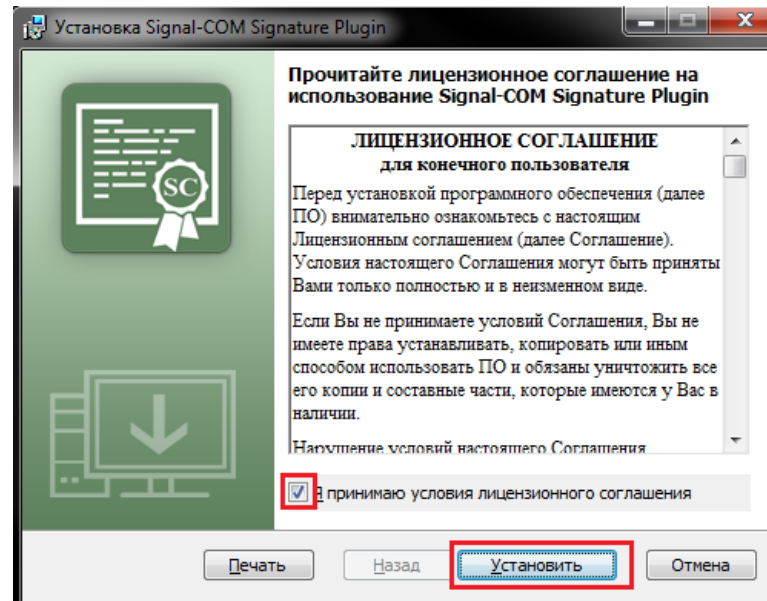 Установка Signal-COM Signature Plugin
Прочитайте лицензионное соглашение на
использование Signal-COM Signature Plugin
SC
ЛИЦЕНЗИОННОЕ СОГЛАШЕНИЕ
для конечного пользователя
Перед установкой программного обеспечения (далее
ПО) внимательно ознакомьтесь с настоящим
Лицензионным соглашением (далее Соглашение).
Условия настоящего Соглашения могут быть приняты
Вами только полностью и в неизменном виде.
Если Вы не принимаете условий Соглашения, Вы не
имеете права устанавливать, копировать или иным
способом использовать ПО и обязаны уничтожить все
его копии и составные части, которые имеются у Вас в
наличии.
Нарушение условий настоящего Соглашения
Я принимаю условия лицензионного соглашения
Печать
Назад
Установить
Отмена